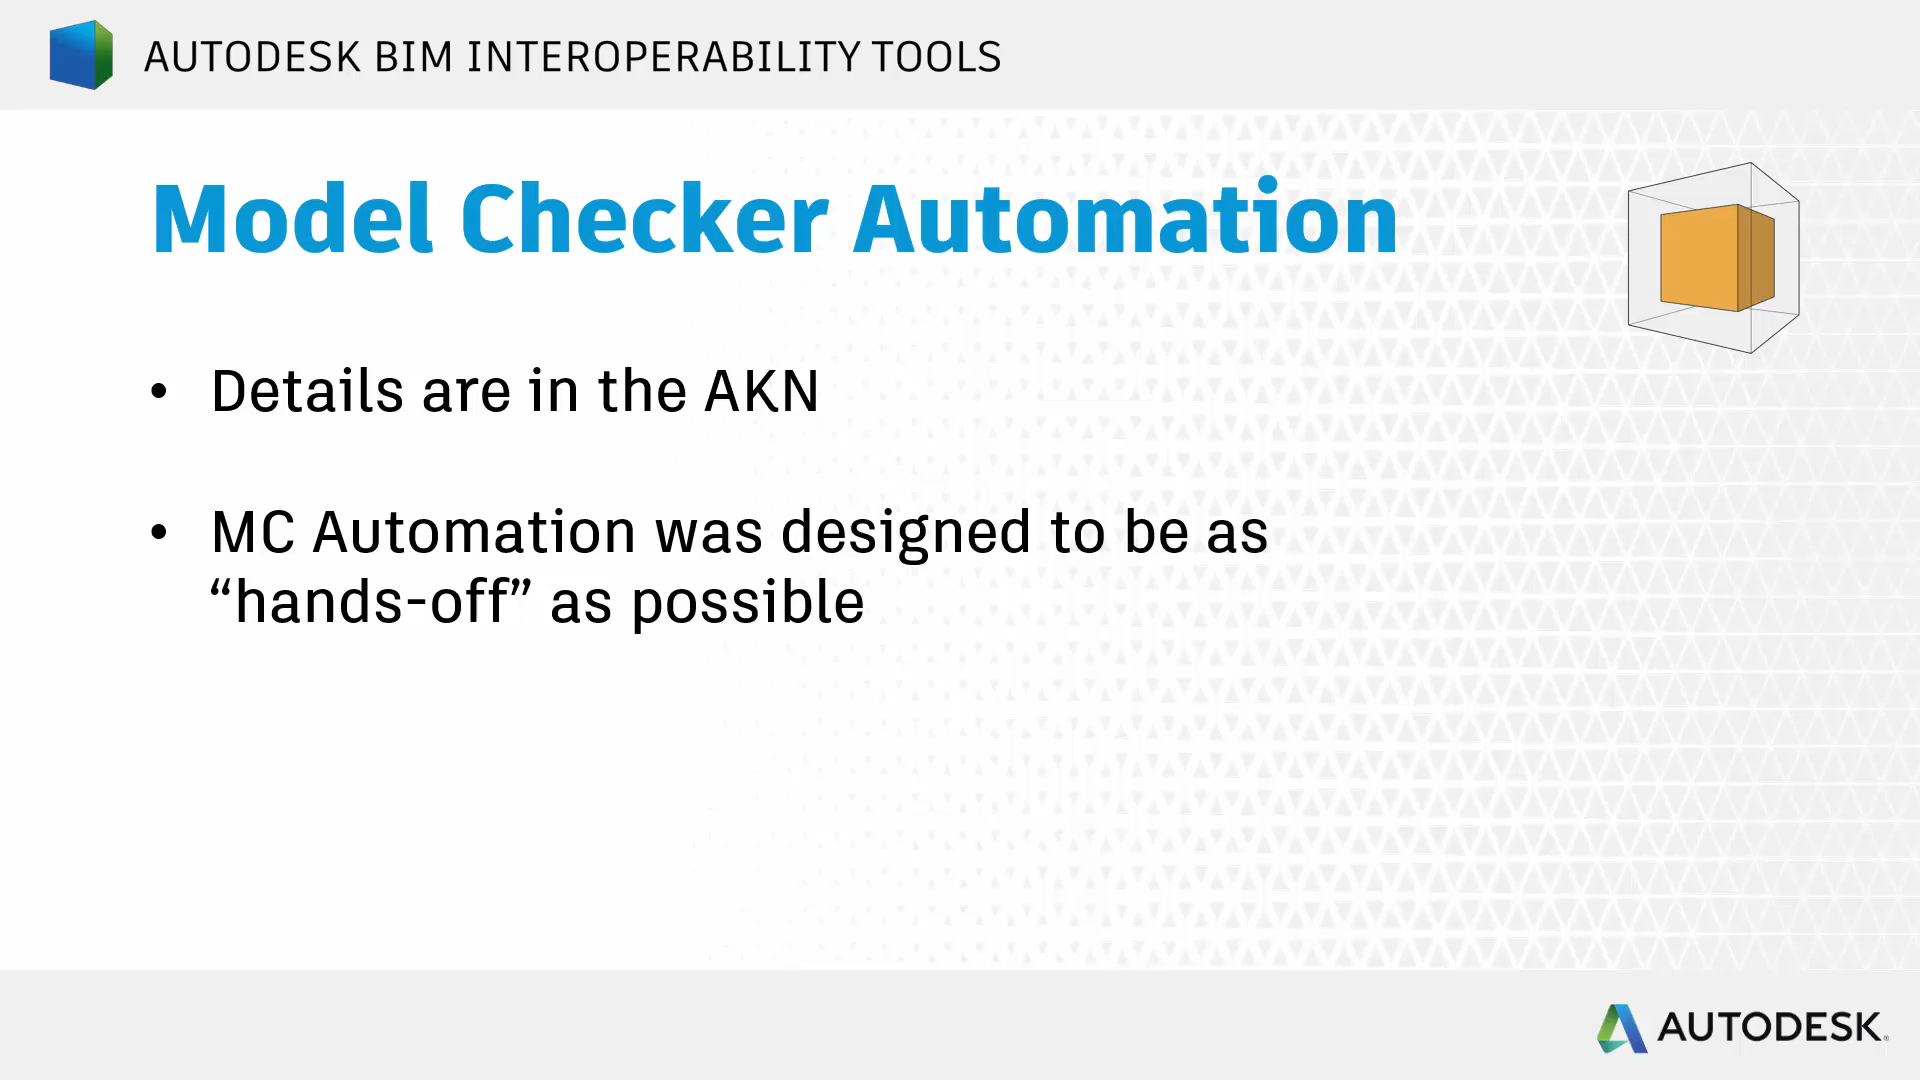 AUTODESK BIM INTEROPERABILITY TOOLS
Model Checker Automation
• Details are in the AKN
• MC Automation was designed to be as
“hands-off” as possible
AUTODESK®